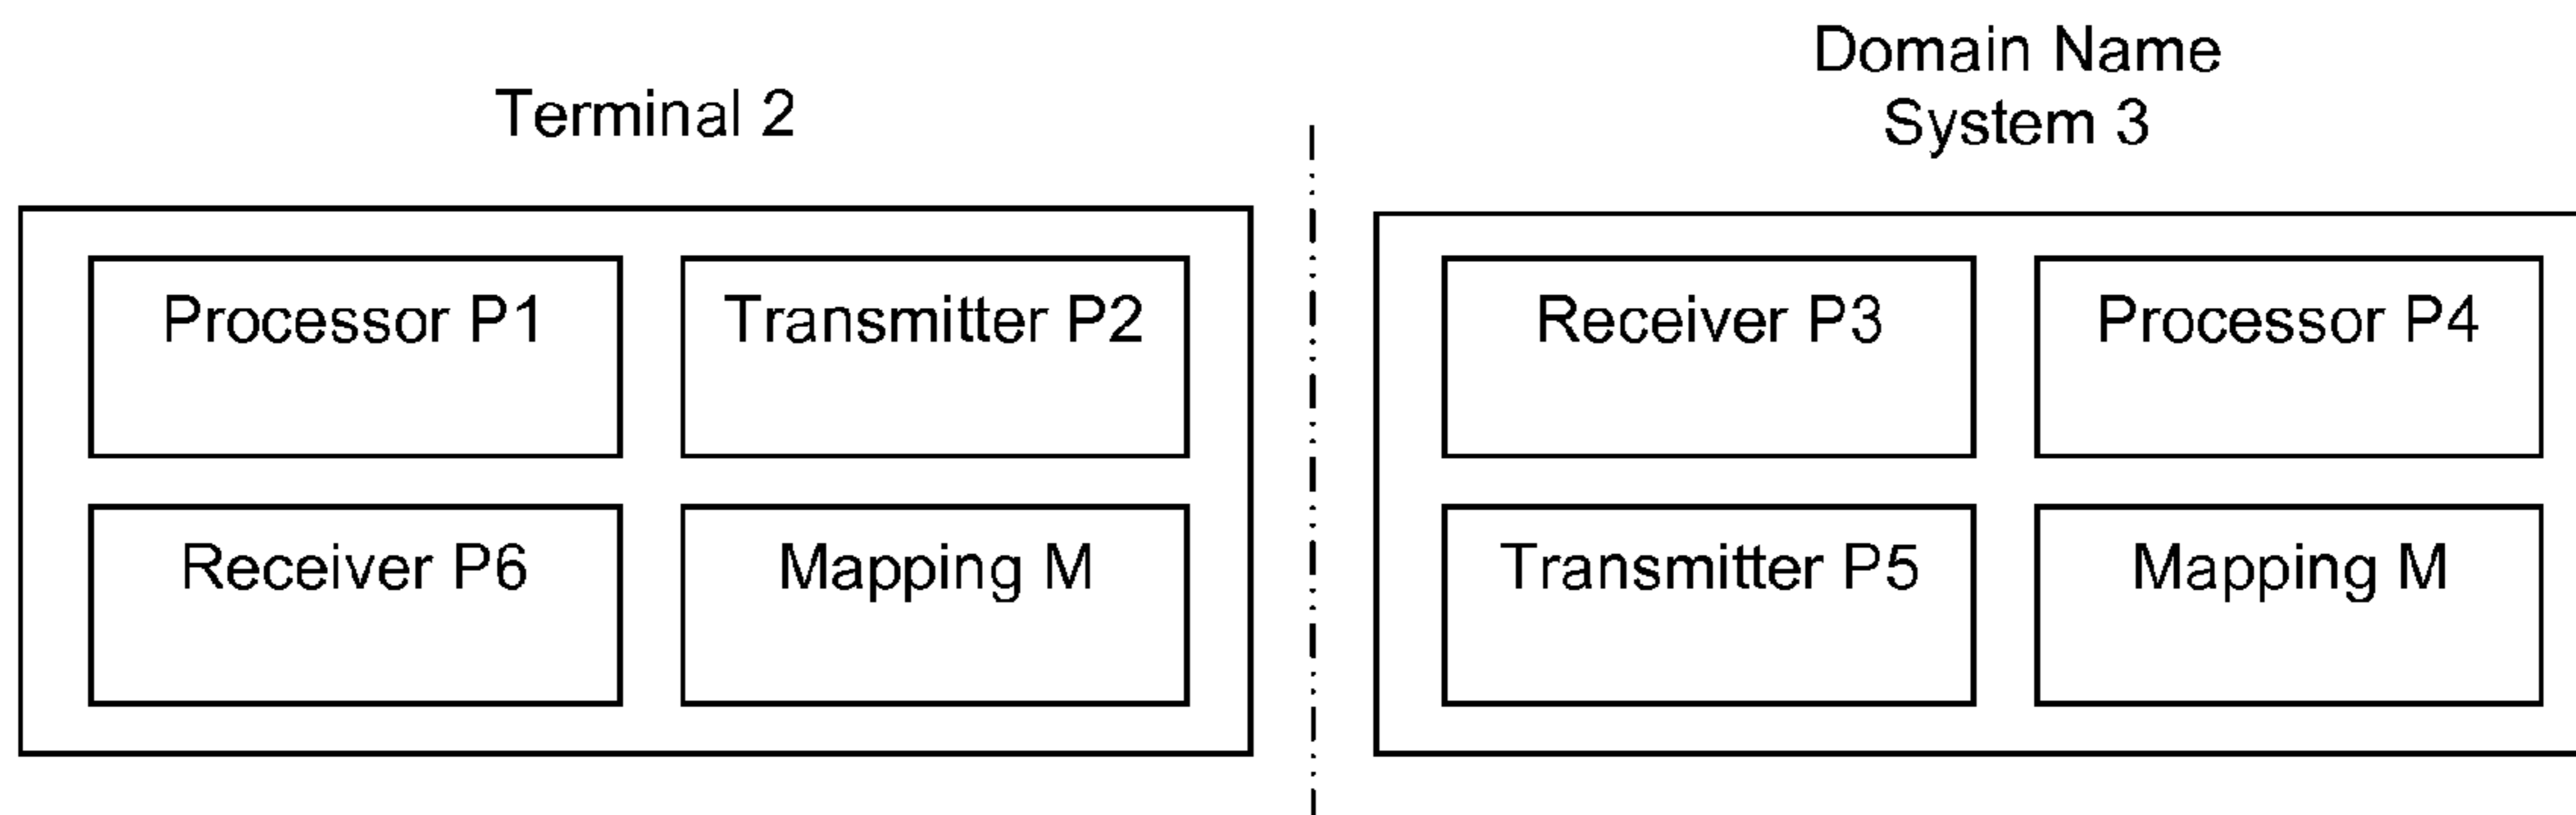 Terminal 2
Domain Name
System 3
Processor P1
Transmitter P2
Receiver P6
Mapping M
Receiver P3
Processor P4
Transmitter P5
Mapping M